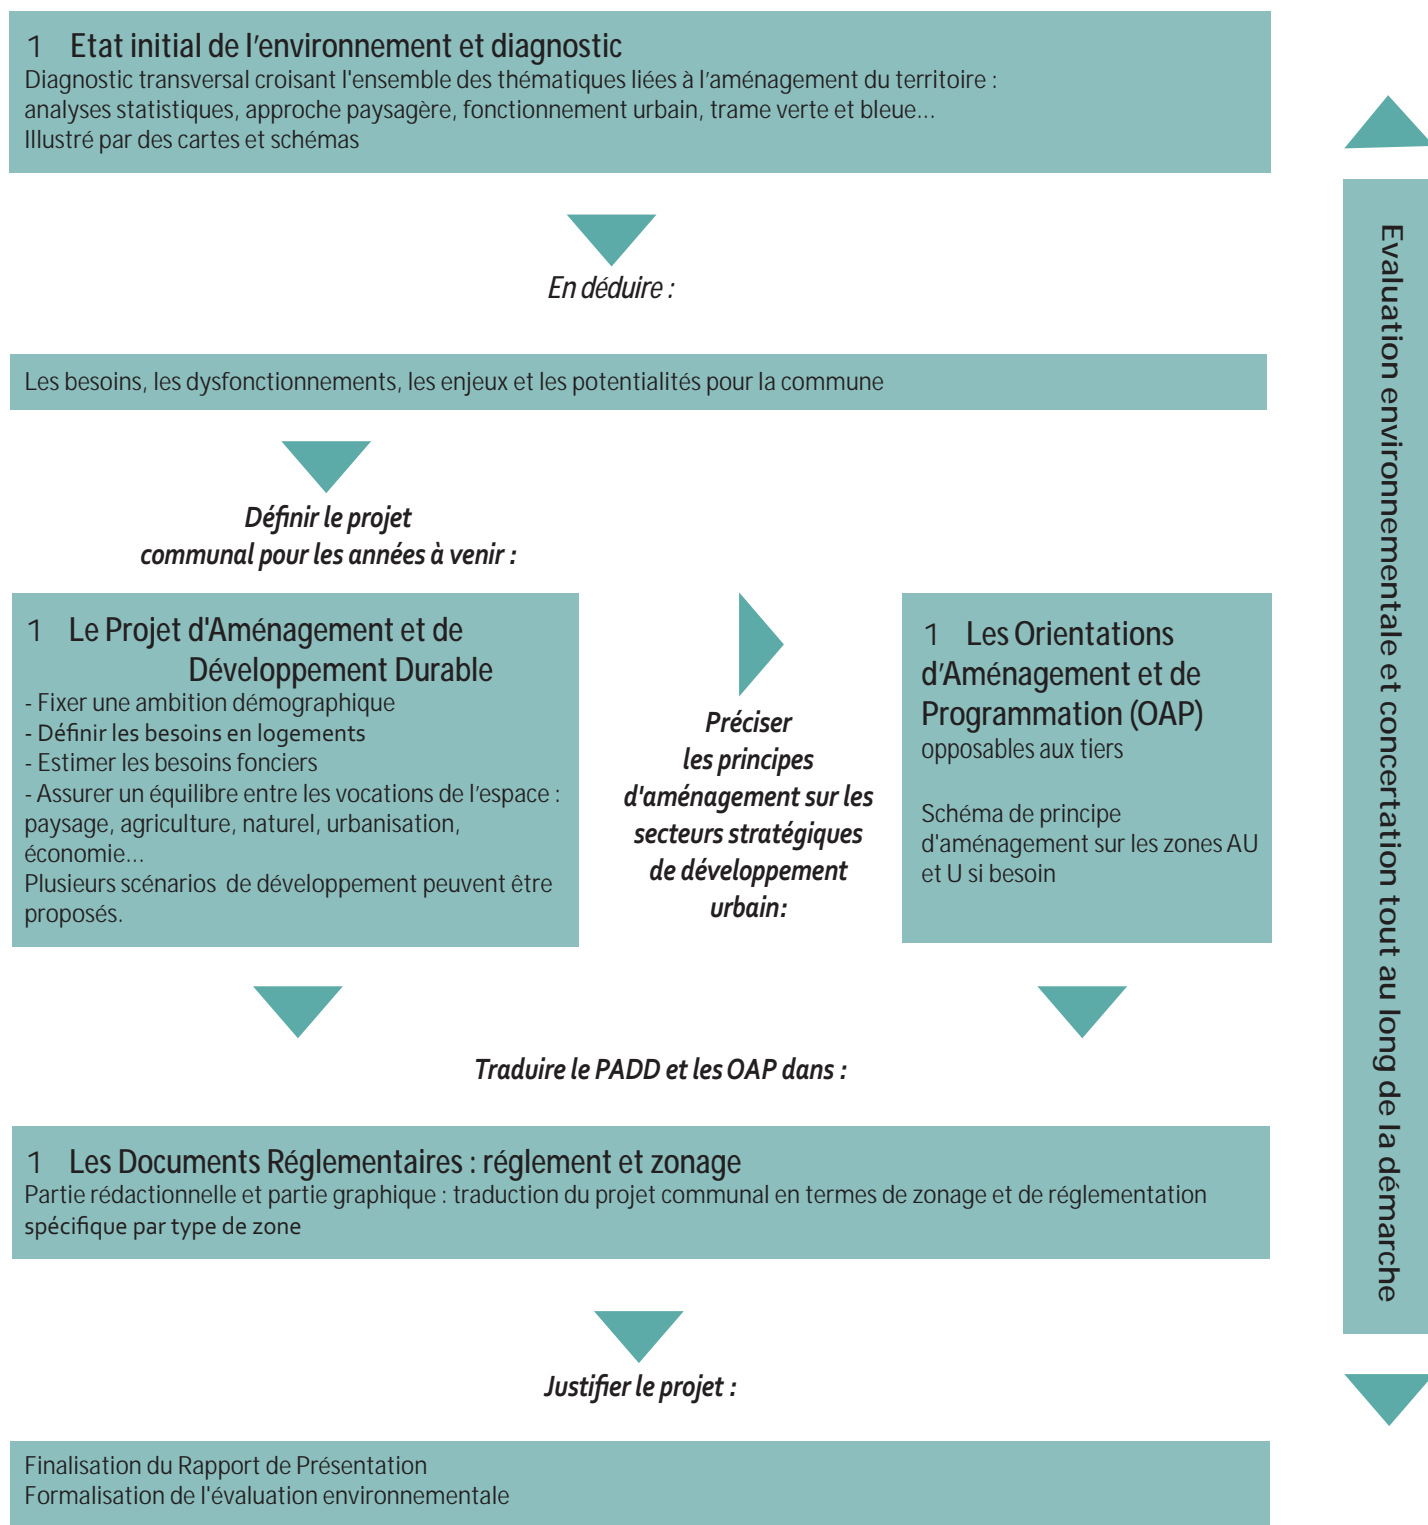 1 Etat initial de l’environnement et diagnostic
Diagnostic transversal croisant l'ensemble des thématiques liées à l’aménagement du territoire :
analyses statistiques, approche paysagère, fonctionnement urbain, trame verte et bleue...
Illustré par des cartes et schémas
En déduire :
Les besoins, les dysfonctionnements, les enjeux et les potentialités pour la commune
Définir le projet
communal pour les années à venir :
1 Le Projet d'Aménagement et de
Développement Durable
- Fixer une ambition démographique
- Définir les besoins en logements
- Estimer les besoins fonciers
- Assurer un équilibre entre les vocations de l’espace :
paysage, agriculture, naturel, urbanisation,
économie...
Plusieurs scénarios de développement peuvent être
proposés.
Préciser
les principes
d'aménagement sur les
secteurs stratégiques
de développement
urbain:
1 Les Orientations
d’Aménagement et de
Programmation (OAP)
opposables aux tiers
Schéma de principe
d'aménagement sur les zones AU
et U si besoin
Traduire le PADD et les OAP dans :
1 Les Documents Réglementaires : réglement et zonage
Partie rédactionnelle et partie graphique : traduction du projet communal en termes de zonage et de réglementation
spécifique par type de zone
Justifier le projet :
Finalisation du Rapport de Présentation
Formalisation de l'évaluation environnementale
Evaluation environnementale et concertation tout au long de la démarche